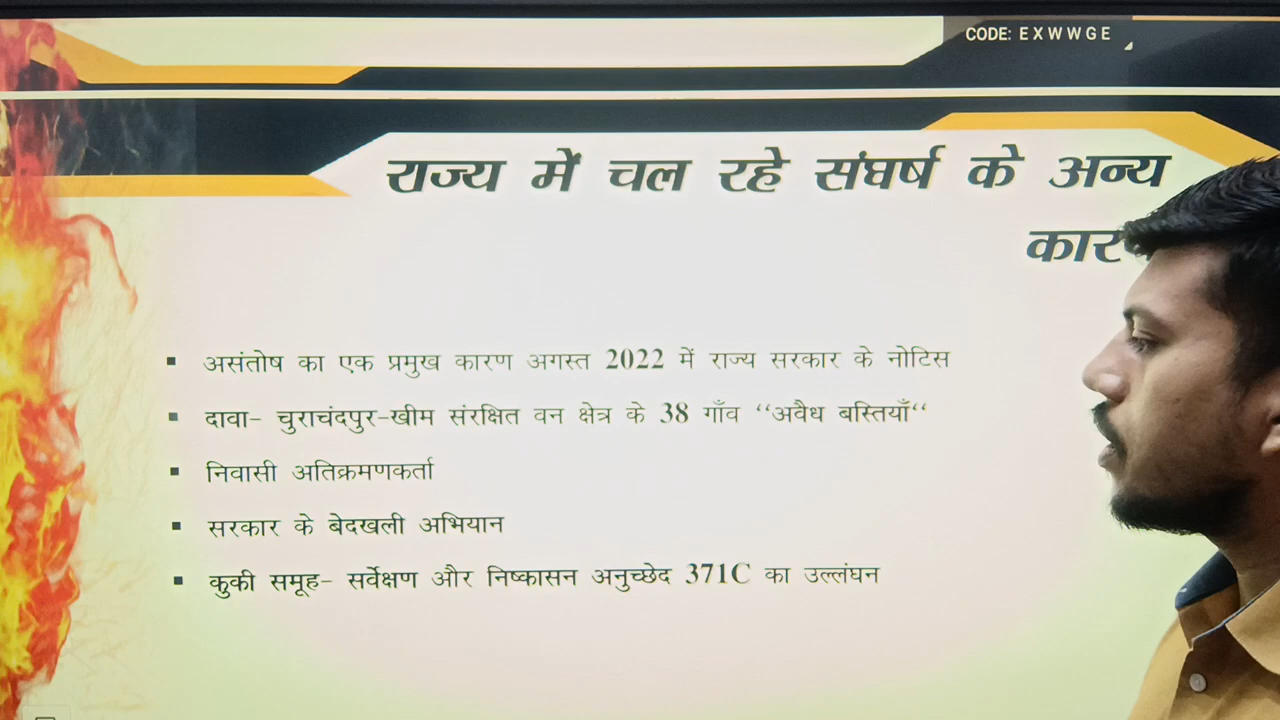 CODE: EXWWGE
राज्य में चल रहे संघर्ष के अन्य
असंतोष का एक प्रमुख कारण अगस्त 2022 में राज्य सरकार के नोटिस
दावा- चुराचंदपुर-खीम संरक्षित वन क्षेत्र के 38 गाँव “अवैध बस्तियाँ“
निवासी अतिक्रमणकर्ता
सरकार के बेदखली अभियान
कुकी समूह- सर्वेक्षण और निष्कासन अनुच्छेद 371C का उल्लंघन